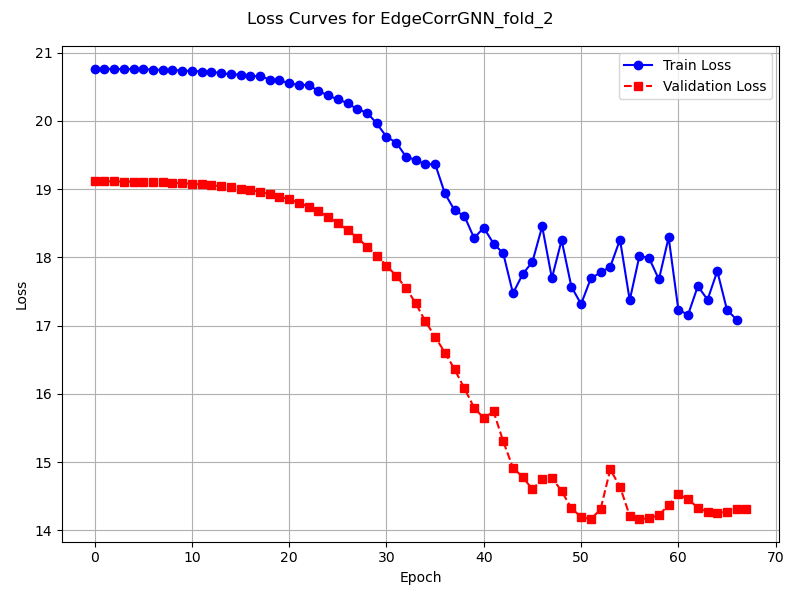 Loss Curves for EdgeCorrGNN_fold_2
Train Loss
Validation Loss
21
20
19
18
17
16
15
14
Loss
0 10 20 30 40 50 60 70
Epoch